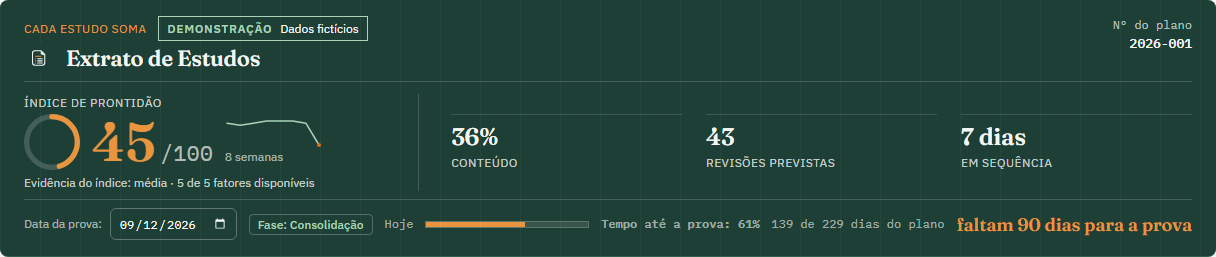 CADA ESTUDO SOMA
DEMONSTRAÇÃO Dados fictícios
Extrato de Estudos
Nº do plano
2026-001
ÍNDICE DE PRONTIDÃO
45/100
8 semanas
Evidência do índice: média · 5 de 5 fatores disponíveis
36%
CONTEÚDO
43
REVISÕES PREVISTAS
7 dias
EM SEQUÊNCIA
Data da prova: 09/12/2026 Fase: Consolidação Hoje Tempo até a prova: 61% 139 de 229 dias do plano faltam 90 dias para a prova